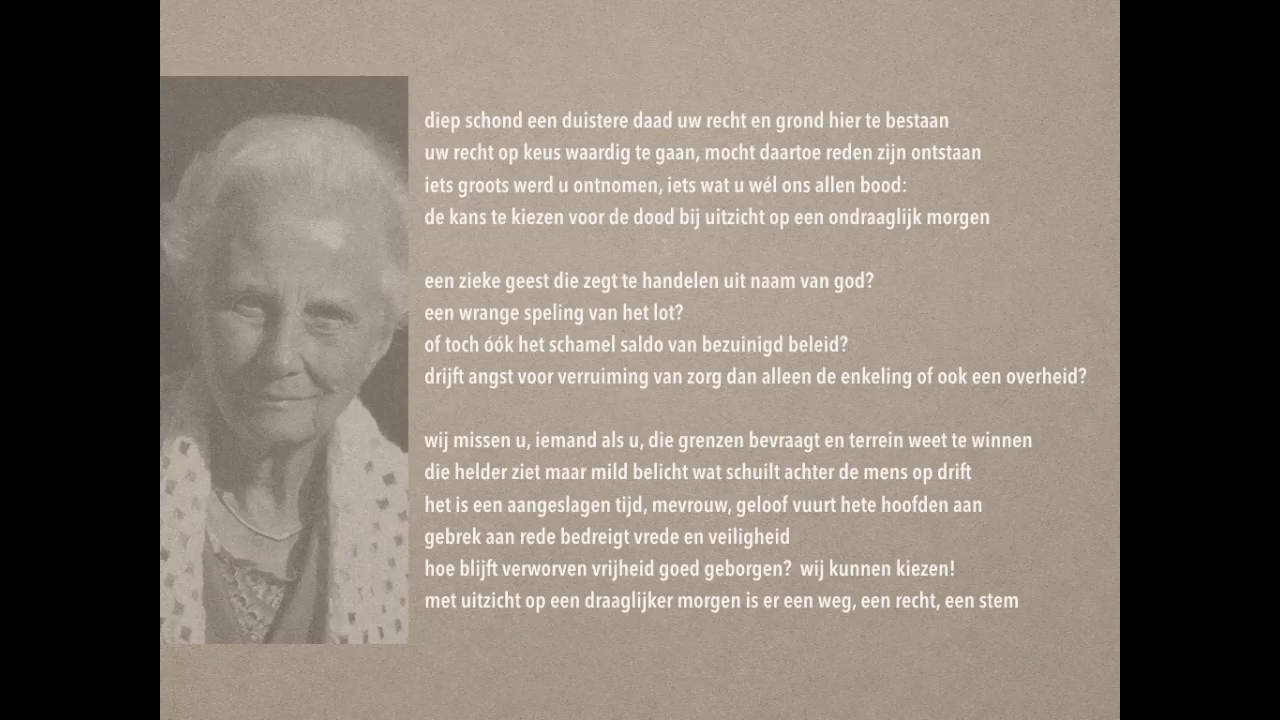 diep schond een duistere daad uw recht en grond hier te bestaan
uw recht op keus waardig te gaan, mocht daartoe reden zijn ontstaan
iets groots werd u ontnomen, iets wat u wél ons allen bood:
de kans te kiezen voor de dood bij uitzicht op een ondraaglijk morgen
een zieke geest die zegt te handelen uit naam van god?
een wrange speling van het lot?
of toch óók het schamel saldo van bezuinigd beleid?
drijft angst voor verruiming van zorg dan alleen de enkeling of ook een overheid?
wij missen u, iemand als u, die grenzen bevraagt en terrein weet te winnen
die helder ziet maar mild belicht wat schuilt achter de mens op drift
het is een aangeslagen tijd, mevrouw, geloof vuurt hete hoofden aan
gebrek aan rede bedreigt vrede en veiligheid
hoe blijft verworven vrijheid goed geborgen? wij kunnen kiezen!
met uitzicht op een draaglijker morgen is er een weg, een recht, een stem